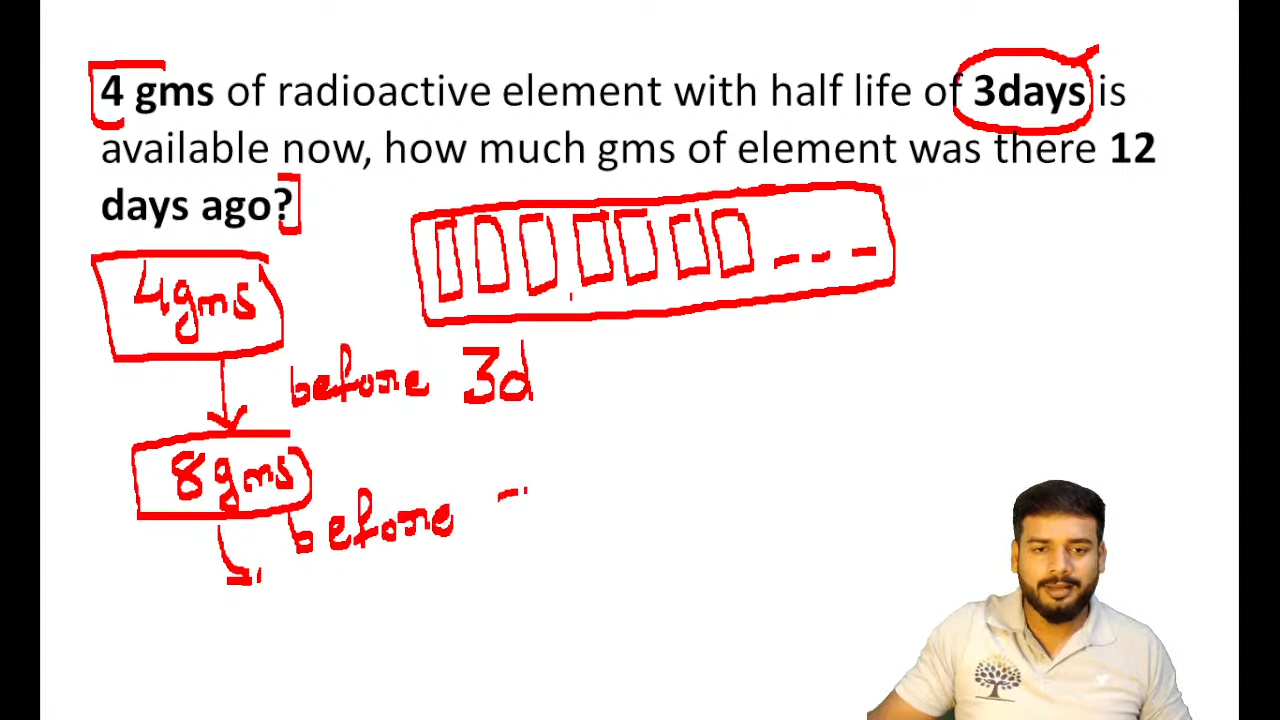 4 gms of radioactive element with half life of 3days is
available now, how much gms of element was there 12
days ago?
4gms
before 3d
8gms
before